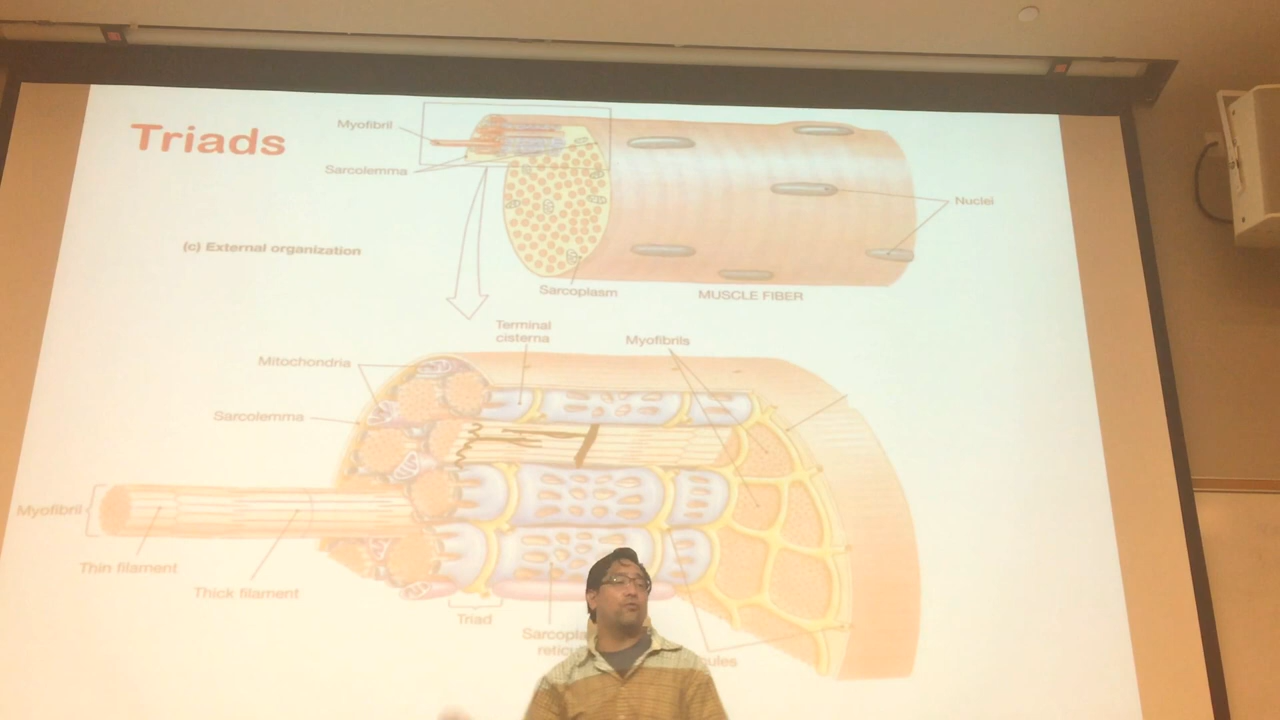 Triads
Myofibril
Sarcolemma
Nuclei
(c) External organization
Sarcoplasm
MUSCLE FIBER
Terminal
cisterna
Myofibrils
Mitochondria
Sarcolemma
Myofibril
Thin filament
Thick filament
Triad